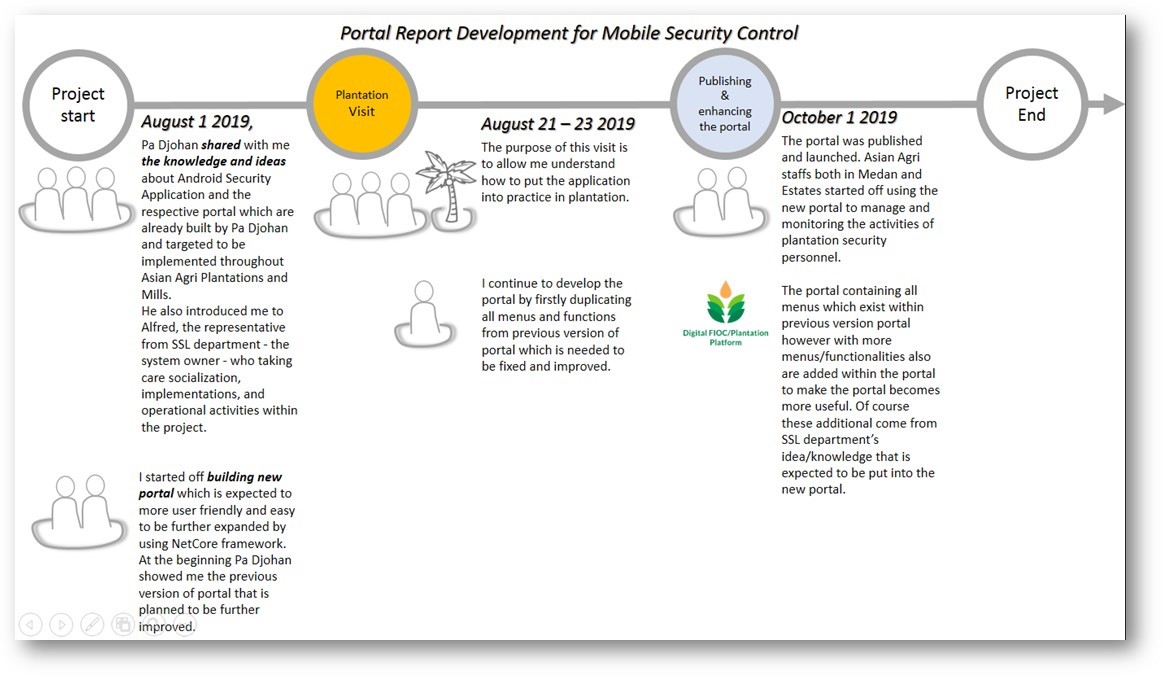 Portal Report Development for Mobile Security Control
Project
start
August 1 2019,
Pa Djohan shared with me
the knowledge and ideas
about Android Security
Application and the
respective portal which are
already built by Pa Djohan
and targeted to be
implemented throughout
Asian Agri Plantations and
Mills.
He also introduced me to
Alfred, the representative
from SSL department - the
system owner - who taking
care socialization,
implementations, and
operational activities within
the project.
I started off building new
portal which is expected to
more user friendly and easy
to be further expanded by
using NetCore framework.
At the beginning Pa Djohan
showed me the previous
version of portal that is
planned to be further
improved.
Plantation
Visit
August 21 – 23 2019
The purpose of this visit is
to allow me understand
how to put the application
into practice in plantation.
I continue to develop the
portal by firstly duplicating
all menus and functions
from previous version of
portal which is needed to
be fixed and improved.
Publishing
&
enhancing
the portal
October 1 2019
The portal was published
and launched. Asian Agri
staffs both in Medan and
Estates started off using the
new portal to manage and
monitoring the activities of
plantation security
personnel.
Digital FIOC/Plantation
Platform
The portal containing all
menus which exist within
previous version portal
however with more
menus/functionalities also
are added within the portal
to make the portal becomes
more useful. Of course
these additional come from
SSL department’s
idea/knowledge that is
expected to be put into the
new portal.
Project
End